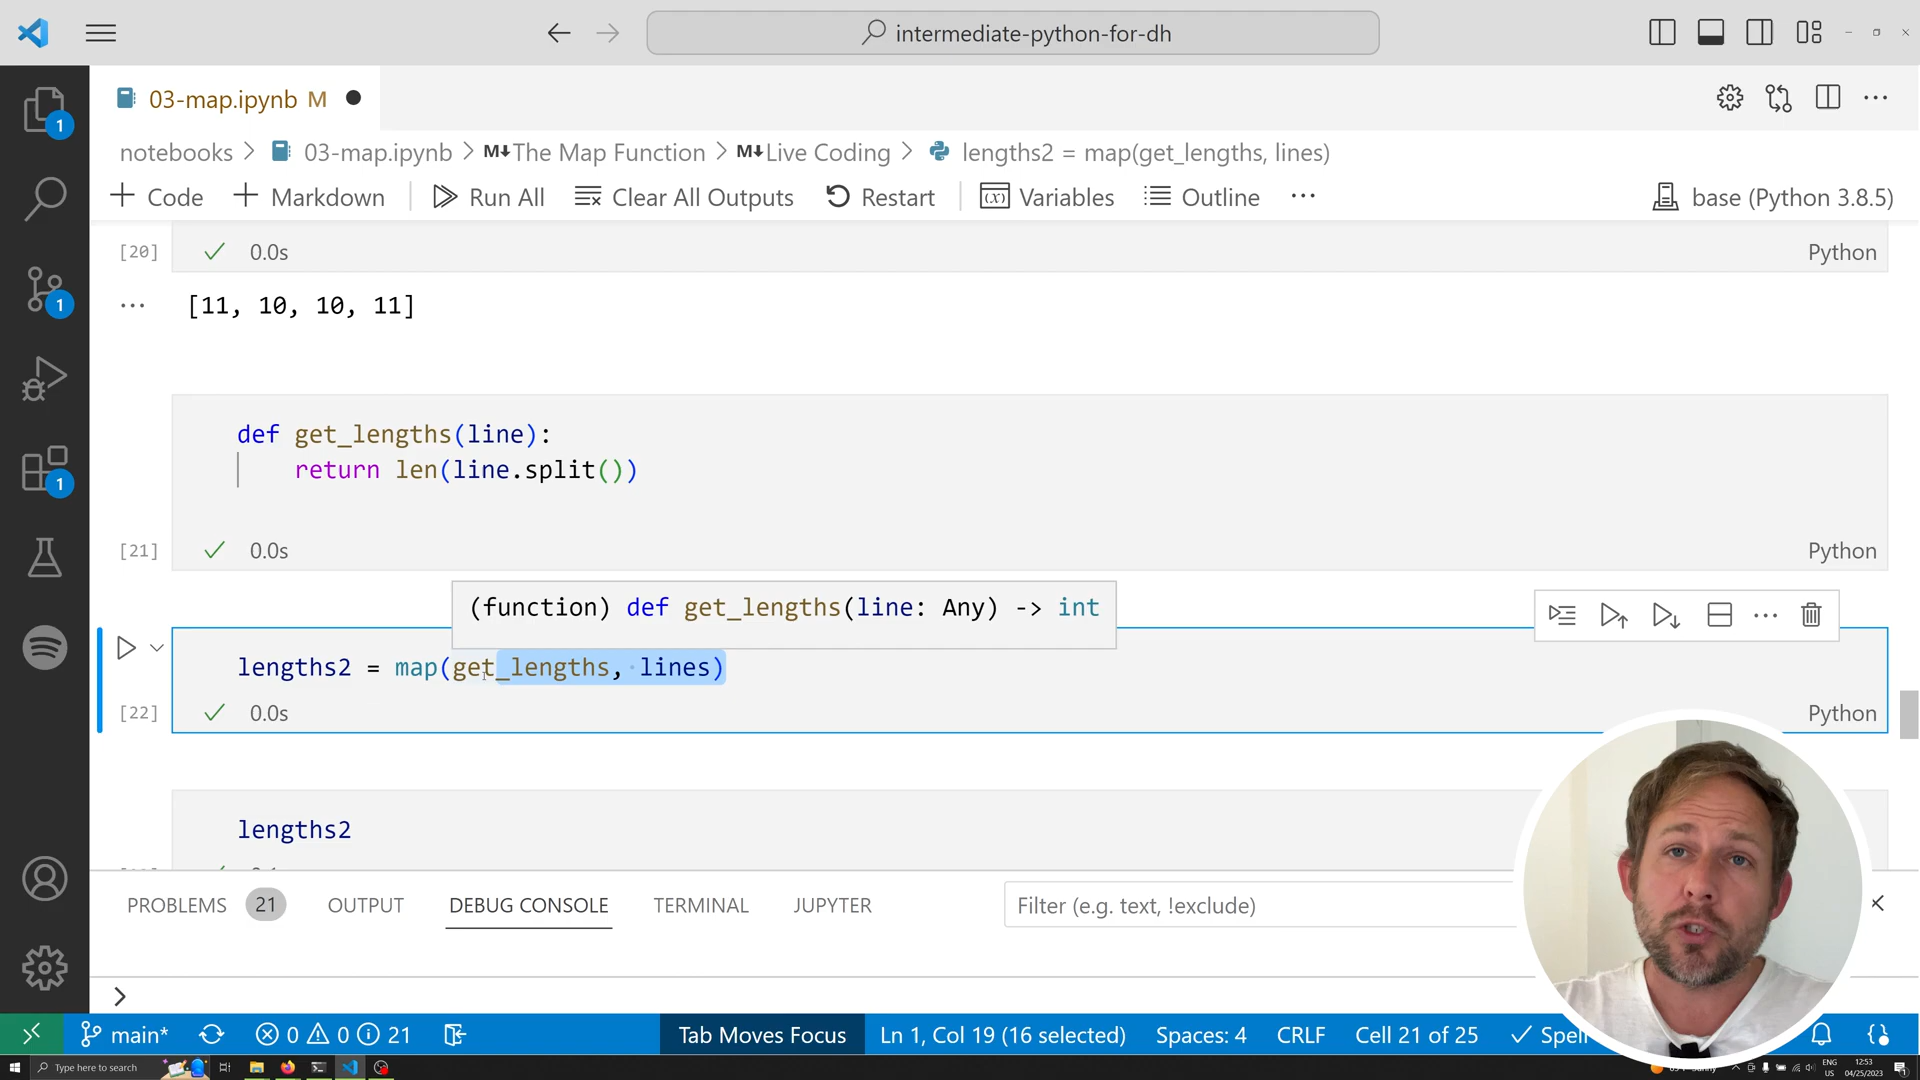 intermediate-python-for-dh
03-map.ipynb M
notebooks > 03-map.ipynb > M↓The Map Function > M↓Live Coding > lengths2 = map(get_lengths, lines)
+ Code + Markdown Run All Clear All Outputs Restart (x) Variables Outline ... base (Python 3.8.5)
[20] ✓ 0.0s Python
... [11, 10, 10, 11]
def get_lengths(line):
return len(line.split())
[21] ✓ 0.0s Python
(function) def get_lengths(line: Any) -> int
lengths2 = map(get_lengths, lines)
[22] ✓ 0.0s Python
lengths2
PROBLEMS 21 OUTPUT DEBUG CONSOLE TERMINAL JUPYTER Filter (e.g. text, !exclude)
>
1
1
1
main* 0 0 21 Tab Moves Focus Ln 1, Col 19 (16 selected) Spaces: 4 CRLF Cell 21 of 25 ✓ Spell
Type here to search ENG 12:53
US 04/25/2023